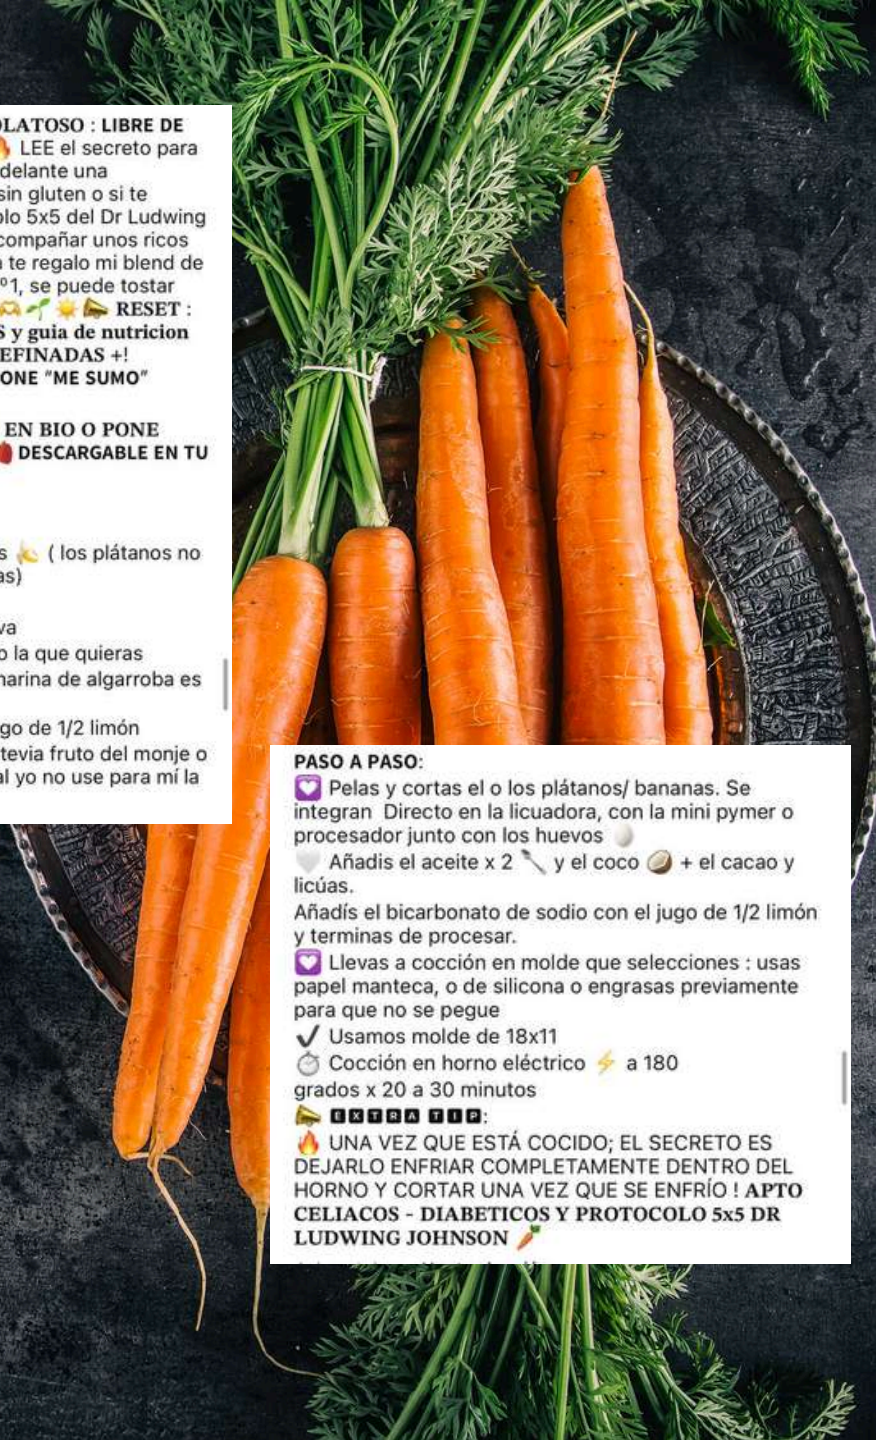 OLATOSO : LIBRE DE
🔥 LEE el secreto para
delante una
sin gluten o si te
olo 5x5 del Dr Ludwing
compañar unos ricos
te regalo mi blend de
º1, se puede tostar
🫶🌱☀️📣 RESET :
S y guia de nutricion
EFINADAS +!
ONE “ME SUMO”
EN BIO O PONE
DESCARGABLE EN TU
s 🍌 ( los plátanos no
as)
va
o la que quieras
harina de algarroba es
go de 1/2 limón
tevia fruto del monje o
al yo no use para mí la
PASO A PASO:
💟 Pelas y cortas el o los plátanos/ bananas. Se
integran Directo en la licuadora, con la mini pymer o
procesador junto con los huevos 🥚
🤍 Añadis el aceite x 2 🥄 y el coco 🥥 + el cacao y
licúas.
Añadís el bicarbonato de sodio con el jugo de 1/2 limón
y terminas de procesar.
💟 Llevas a cocción en molde que selecciones : usas
papel manteca, o de silicona o engrasas previamente
para que no se pegue
✔️ Usamos molde de 18x11
⏱️ Cocción en horno eléctrico ⚡ a 180
grados x 20 a 30 minutos
📣 🅴🆇🆃🆁🅰 🆃🅸🅿:
🔥 UNA VEZ QUE ESTÁ COCIDO; EL SECRETO ES
DEJARLO ENFRIAR COMPLETAMENTE DENTRO DEL
HORNO Y CORTAR UNA VEZ QUE SE ENFRÍO ! APTO
CELIACOS - DIABETICOS Y PROTOCOLO 5x5 DR
LUDWING JOHNSON 🥕